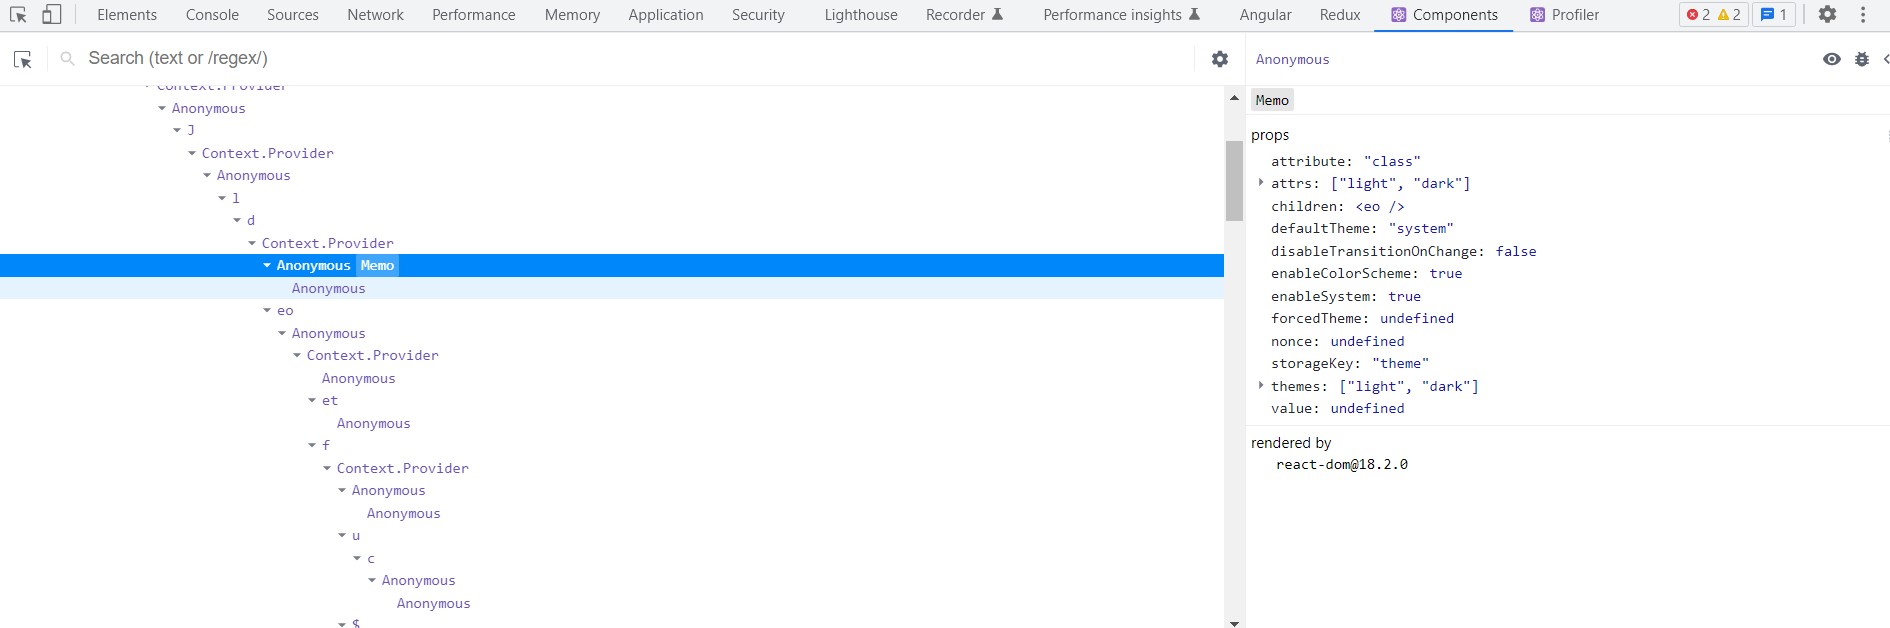 Elements Console Sources Network Performance Memory Application Security Lighthouse Recorder Performance insights Angular Redux Components Profiler 2 2 1
Search (text or /regex/)
Anonymous
Context.Provider
Anonymous
J
Context.Provider
Anonymous
l
d
Context.Provider
Anonymous Memo
Anonymous
eo
Anonymous
Context.Provider
Anonymous
et
Anonymous
f
Context.Provider
Anonymous
Anonymous
u
c
Anonymous
Anonymous
$
Memo
props
attribute: "class"
attrs: ["light", "dark"]
children: <eo />
defaultTheme: "system"
disableTransitionOnChange: false
enableColorScheme: true
enableSystem: true
forcedTheme: undefined
nonce: undefined
storageKey: "theme"
themes: ["light", "dark"]
value: undefined
rendered by
react-dom@18.2.0